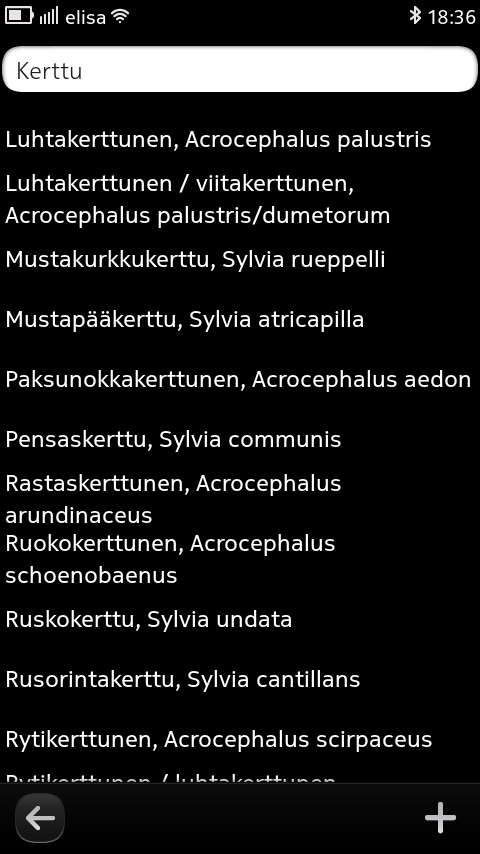 elisa 18:36
Kerttu
Luhtakerttunen, Acrocephalus palustris
Luhtakerttunen / viitakerttunen,
Acrocephalus palustris/dumetorum
Mustakurkkukerttu, Sylvia rueppelli
Mustapääkerttu, Sylvia atricapilla
Paksunokkakerttunen, Acrocephalus aedon
Pensaskerttu, Sylvia communis
Rastaskerttunen, Acrocephalus
arundinaceus
Ruokokerttunen, Acrocephalus
schoenobaenus
Ruskokerttu, Sylvia undata
Rusorintakerttu, Sylvia cantillans
Rytikerttunen, Acrocephalus scirpaceus
Rytikerttunen / luhtakerttunen